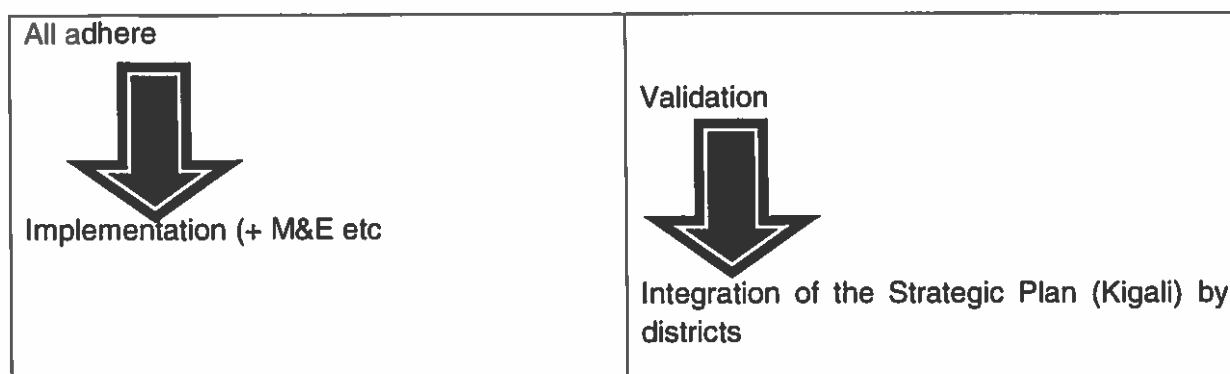 All adhere
Implementation (+ M&E etc
Validation
Integration of the Strategic Plan (Kigali) by
districts